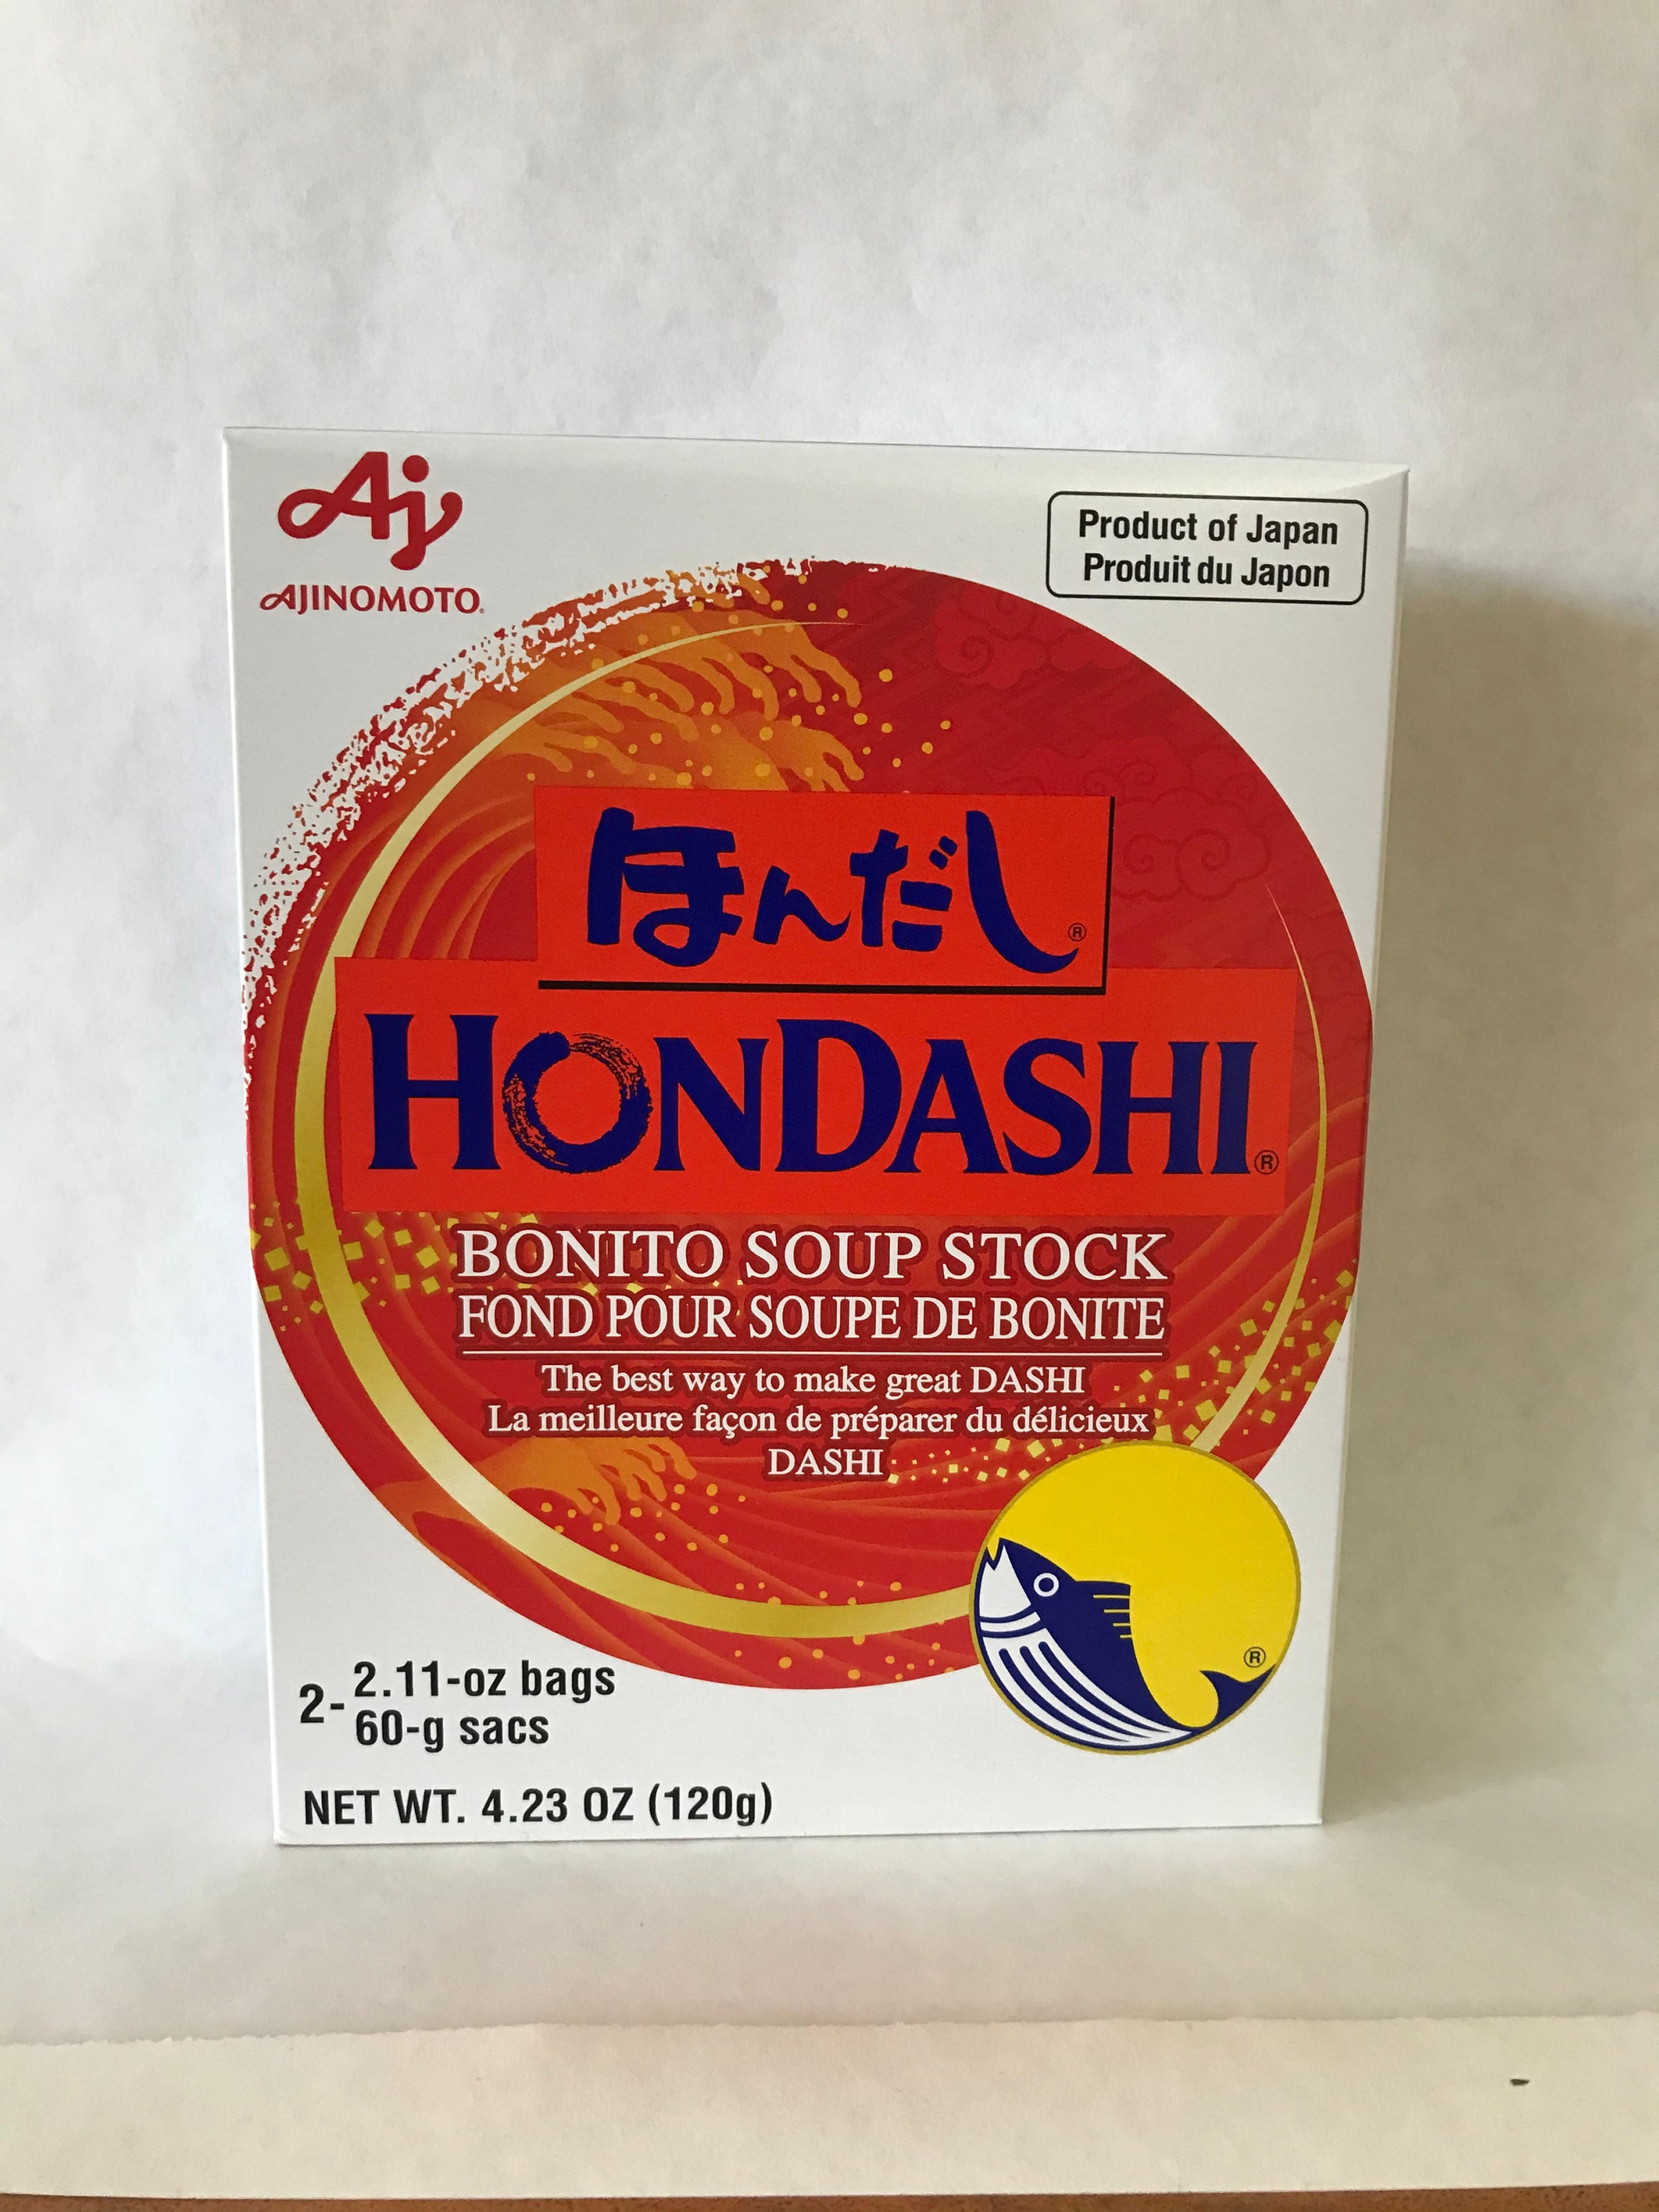 Aj
AJINOMOTO®
Product of Japan
Produit du Japon
ほんだし®
HONDASHI®
BONITO SOUP STOCK
FOND POUR SOUPE DE BONITE
The best way to make great DASHI
La meilleure façon de préparer du délicieux
DASHI
®
2- 2.11-oz bags
60-g sacs
NET WT. 4.23 OZ (120g)